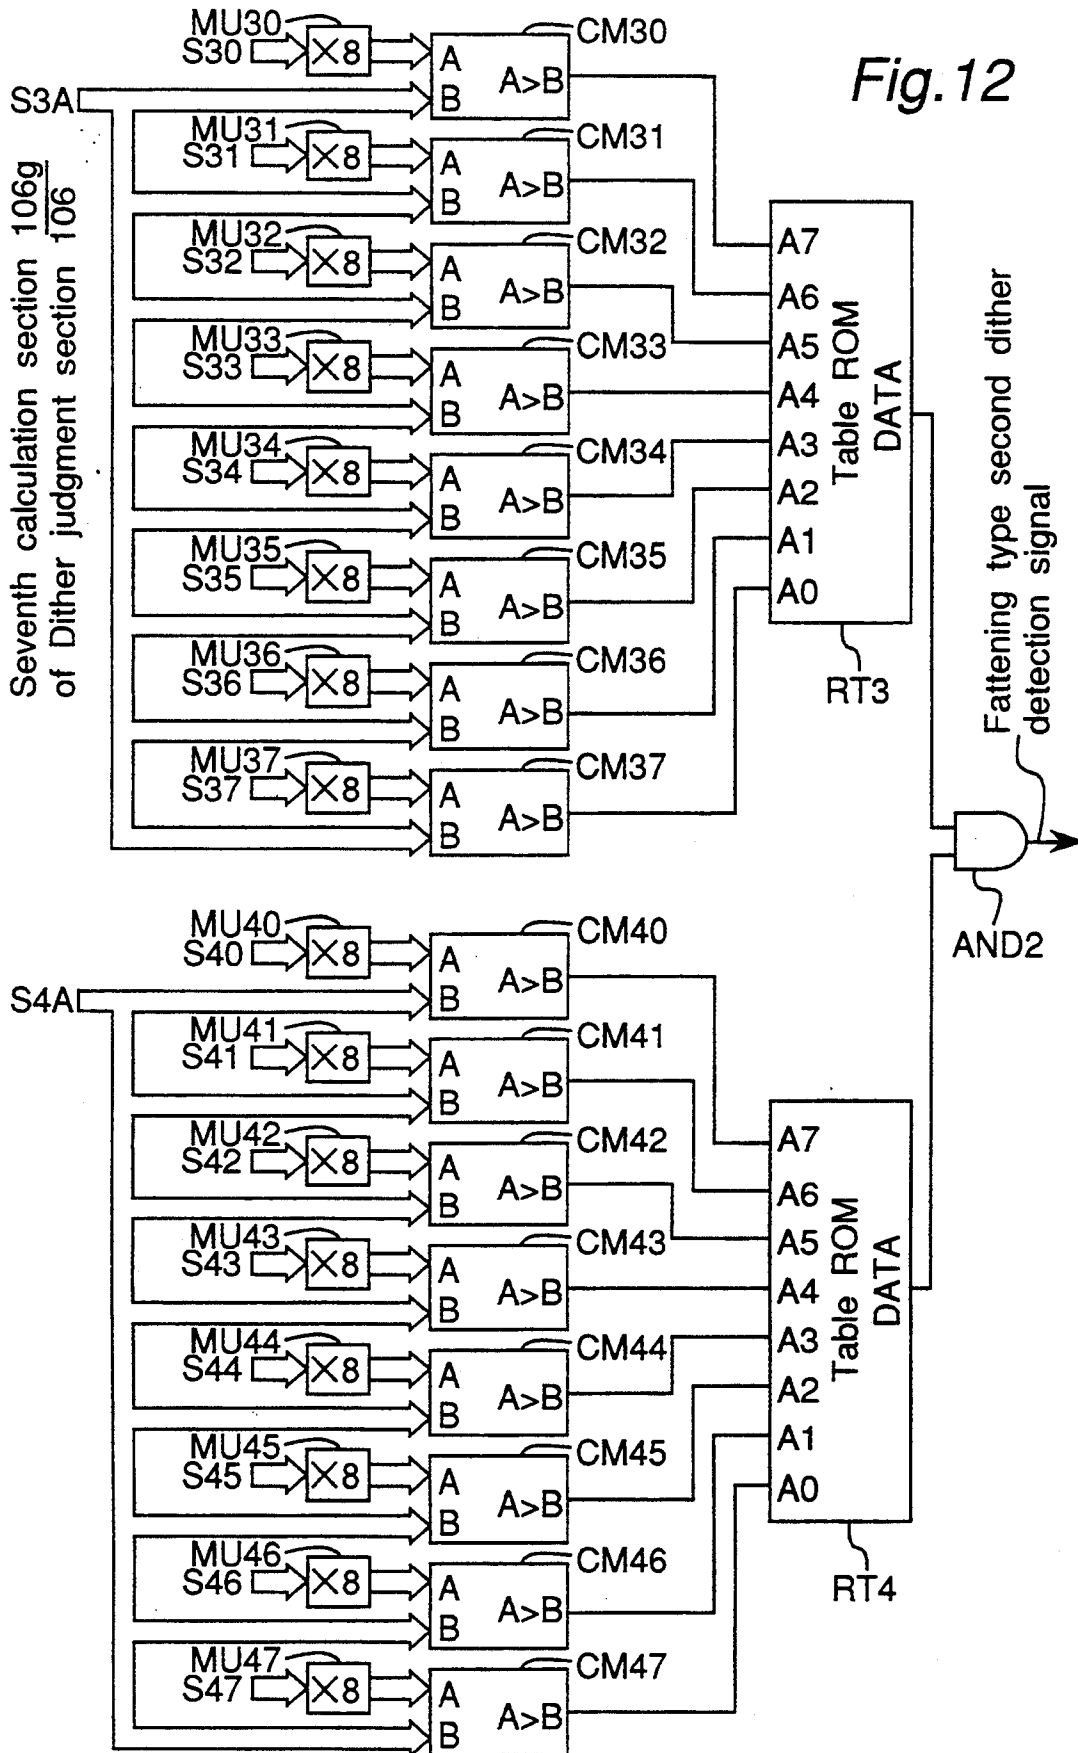 Fig.12
Seventh calculation section 106g
of Dither judgment section 106
S3A
MU30
S30
×8
A
B
A>B
CM30
MU31
S31
×8
A
B
A>B
CM31
MU32
S32
×8
A
B
A>B
CM32
MU33
S33
×8
A
B
A>B
CM33
MU34
S34
×8
A
B
A>B
CM34
MU35
S35
×8
A
B
A>B
CM35
MU36
S36
×8
A
B
A>B
CM36
MU37
S37
×8
A
B
A>B
CM37
A7
A6
A5
A4
A3
A2
A1
A0
Table ROM
DATA
RT3
Fattening type second dither
detection signal
AND2
S4A
MU40
S40
×8
A
B
A>B
CM40
MU41
S41
×8
A
B
A>B
CM41
MU42
S42
×8
A
B
A>B
CM42
MU43
S43
×8
A
B
A>B
CM43
MU44
S44
×8
A
B
A>B
CM44
MU45
S45
×8
A
B
A>B
CM45
MU46
S46
×8
A
B
A>B
CM46
MU47
S47
×8
A
B
A>B
CM47
A7
A6
A5
A4
A3
A2
A1
A0
Table ROM
DATA
RT4